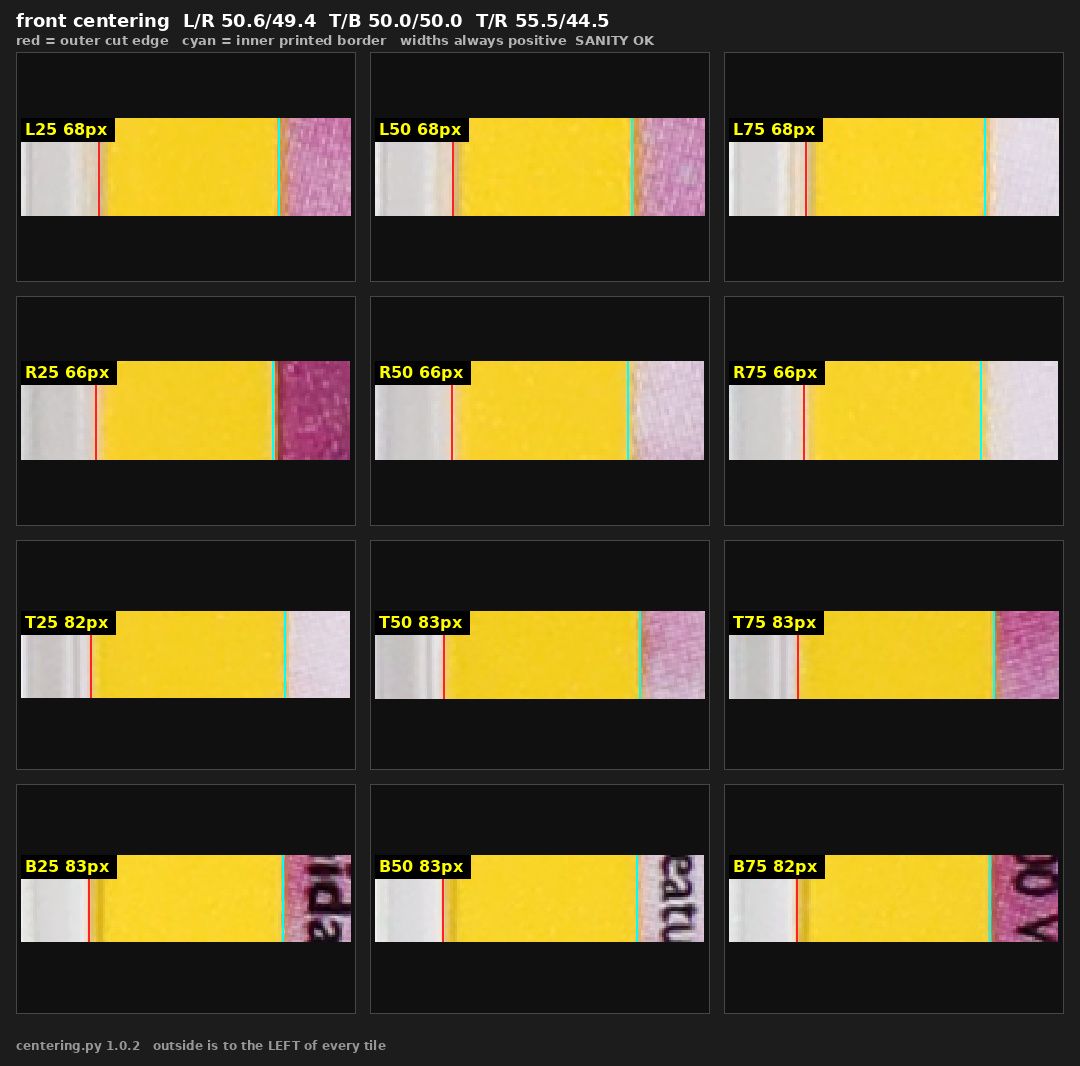 front centering L/R 50.6/49.4 T/B 50.0/50.0 T/R 55.5/44.5
red = outer cut edge cyan = inner printed border widths always positive SANITY OK
L25 68px
L50 68px
L75 68px
R25 66px
R50 66px
R75 66px
T25 82px
T50 83px
T75 83px
B25 83px
B50 83px
B75 82px
ida
eatu
centering.py 1.0.2 outside is to the LEFT of every tile